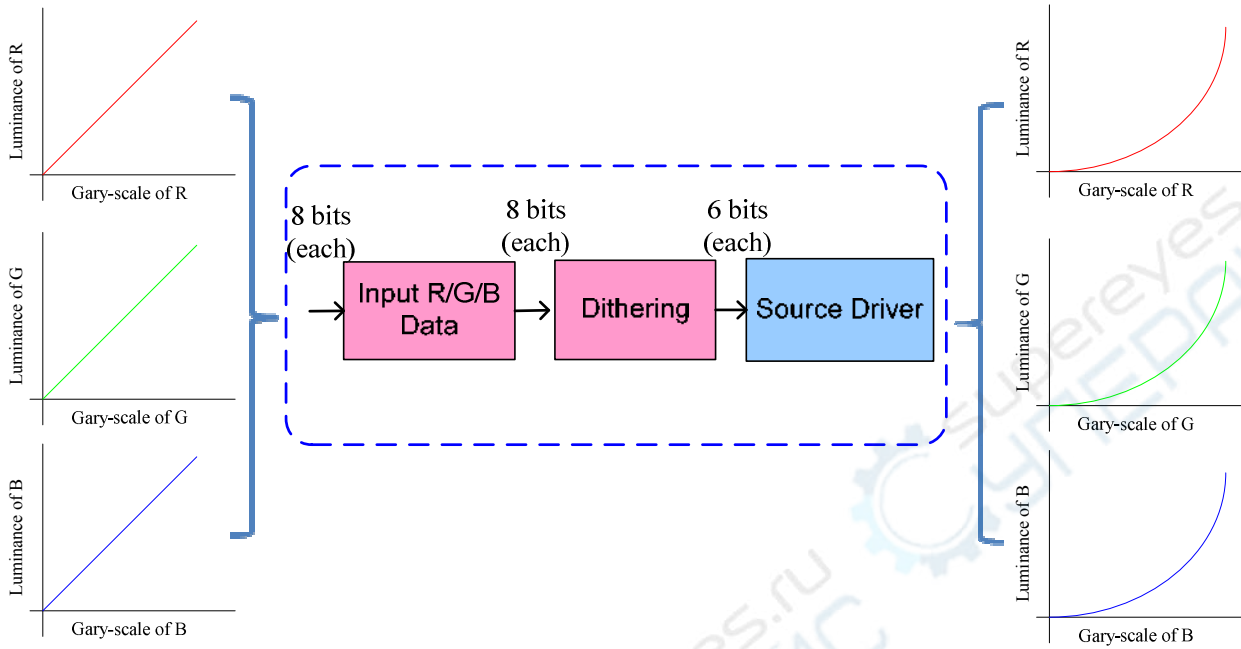 Luminance of R
Gary-scale of R
Luminance of G
Gary-scale of G
Luminance of B
Gary-scale of B
8 bits
(each)
Input R/G/B
Data
8 bits
(each)
Dithering
6 bits
(each)
Source Driver
Luminance of R
Gary-scale of R
Luminance of G
Gary-scale of G
Luminance of B
Gary-scale of B
supereyes